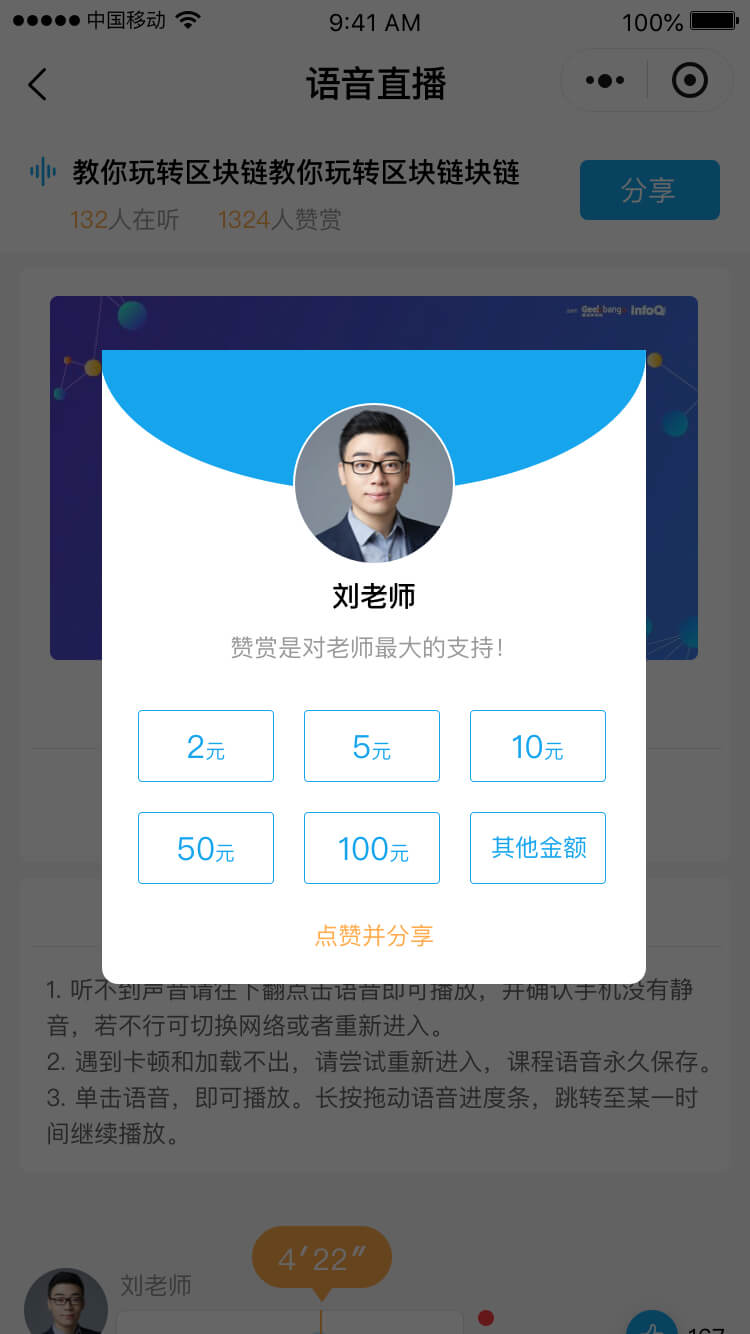 中国移动
9:41 AM
100%
语音直播
教你玩转区块链教你玩转区块链块链
分享
132人在听 1324人赞赏
InfoQ
刘老师
赞赏是对老师最大的支持!
2元
5元
10元
50元
100元
其他金额
点赞并分享
1. 听不到声音请往下翻点击语音即可播放，并确认手机没有静
音，若不行可切换网络或者重新进入。
2. 遇到卡顿和加载不出，请尝试重新进入，课程语音永久保存。
3. 单击语音，即可播放。长按拖动语音进度条，跳转至某一时
间继续播放。
4′22″
刘老师